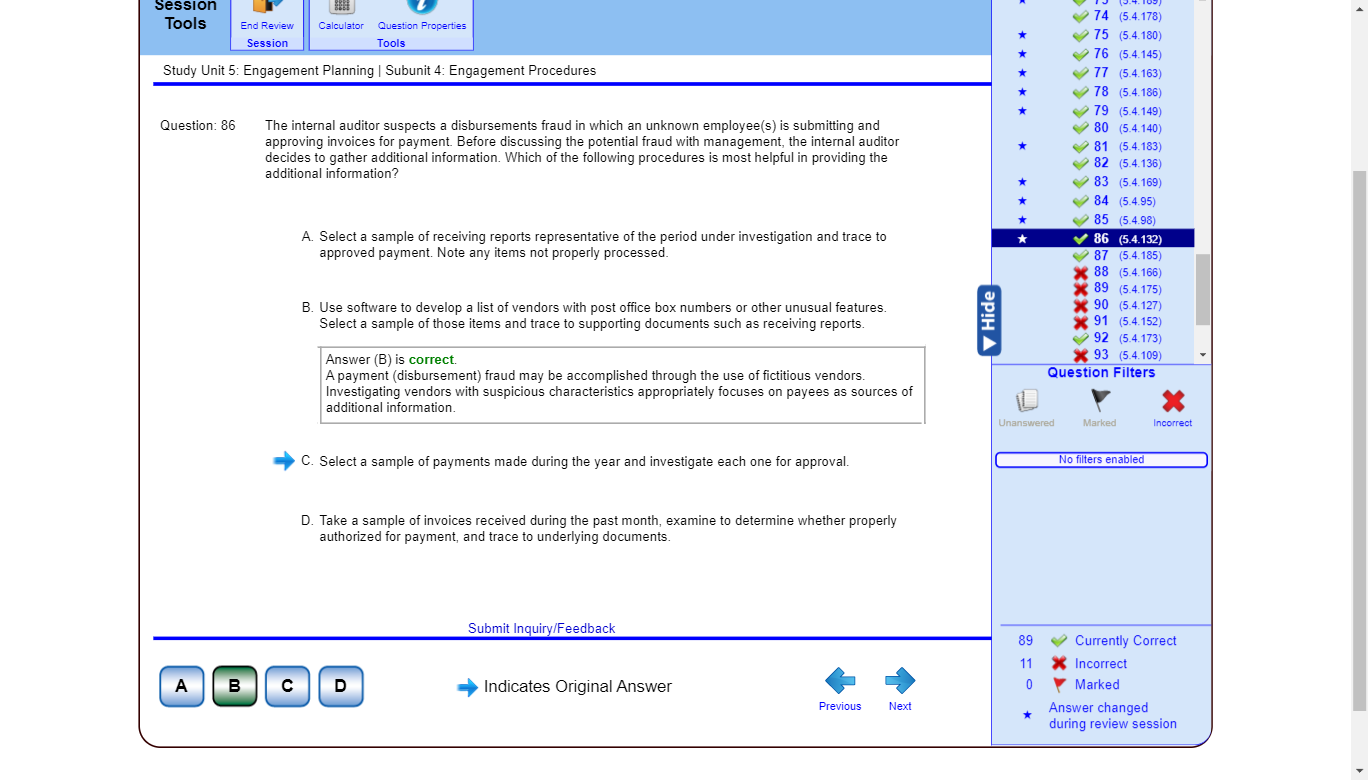 Session
Tools
End Review
Session
Calculator
Question Properties
Tools
Study Unit 5: Engagement Planning | Subunit 4: Engagement Procedures
Question: 86
The internal auditor suspects a disbursements fraud in which an unknown employee(s) is submitting and
approving invoices for payment. Before discussing the potential fraud with management, the internal auditor
decides to gather additional information. Which of the following procedures is most helpful in providing the
additional information?
A. Select a sample of receiving reports representative of the period under investigation and trace to
approved payment. Note any items not properly processed.
B. Use software to develop a list of vendors with post office box numbers or other unusual features.
Select a sample of those items and trace to supporting documents such as receiving reports.
Answer (B) is correct.
A payment (disbursement) fraud may be accomplished through the use of fictitious vendors.
Investigating vendors with suspicious characteristics appropriately focuses on payees as sources of
additional information.
C. Select a sample of payments made during the year and investigate each one for approval.
D. Take a sample of invoices received during the past month, examine to determine whether properly
authorized for payment, and trace to underlying documents.
Submit Inquiry/Feedback
A
B
C
D
Indicates Original Answer
Previous
Next
74 (5.4.178)
75 (5.4.180)
76 (5.4.145)
77 (5.4.163)
78 (5.4.186)
79 (5.4.149)
80 (5.4.140)
81 (5.4.183)
82 (5.4.136)
83 (5.4.169)
84 (5.4.95)
85 (5.4.98)
86 (5.4.132)
87 (5.4.185)
88 (5.4.166)
89 (5.4.175)
90 (5.4.127)
91 (5.4.152)
92 (5.4.173)
93 (5.4.109)
Hide
Question Filters
Unanswered
Marked
Incorrect
No filters enabled
89 Currently Correct
11 Incorrect
0 Marked
Answer changed
during review session